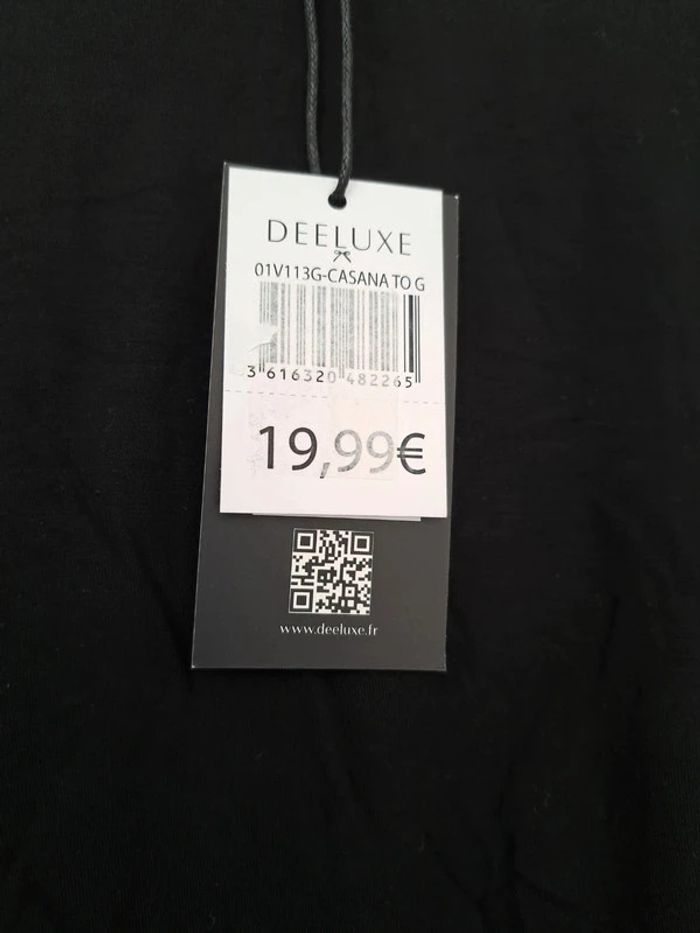 DEELUXE
01V113G-CASANA TO G
3 616320 482265
19,99€
www.deeluxe.fr